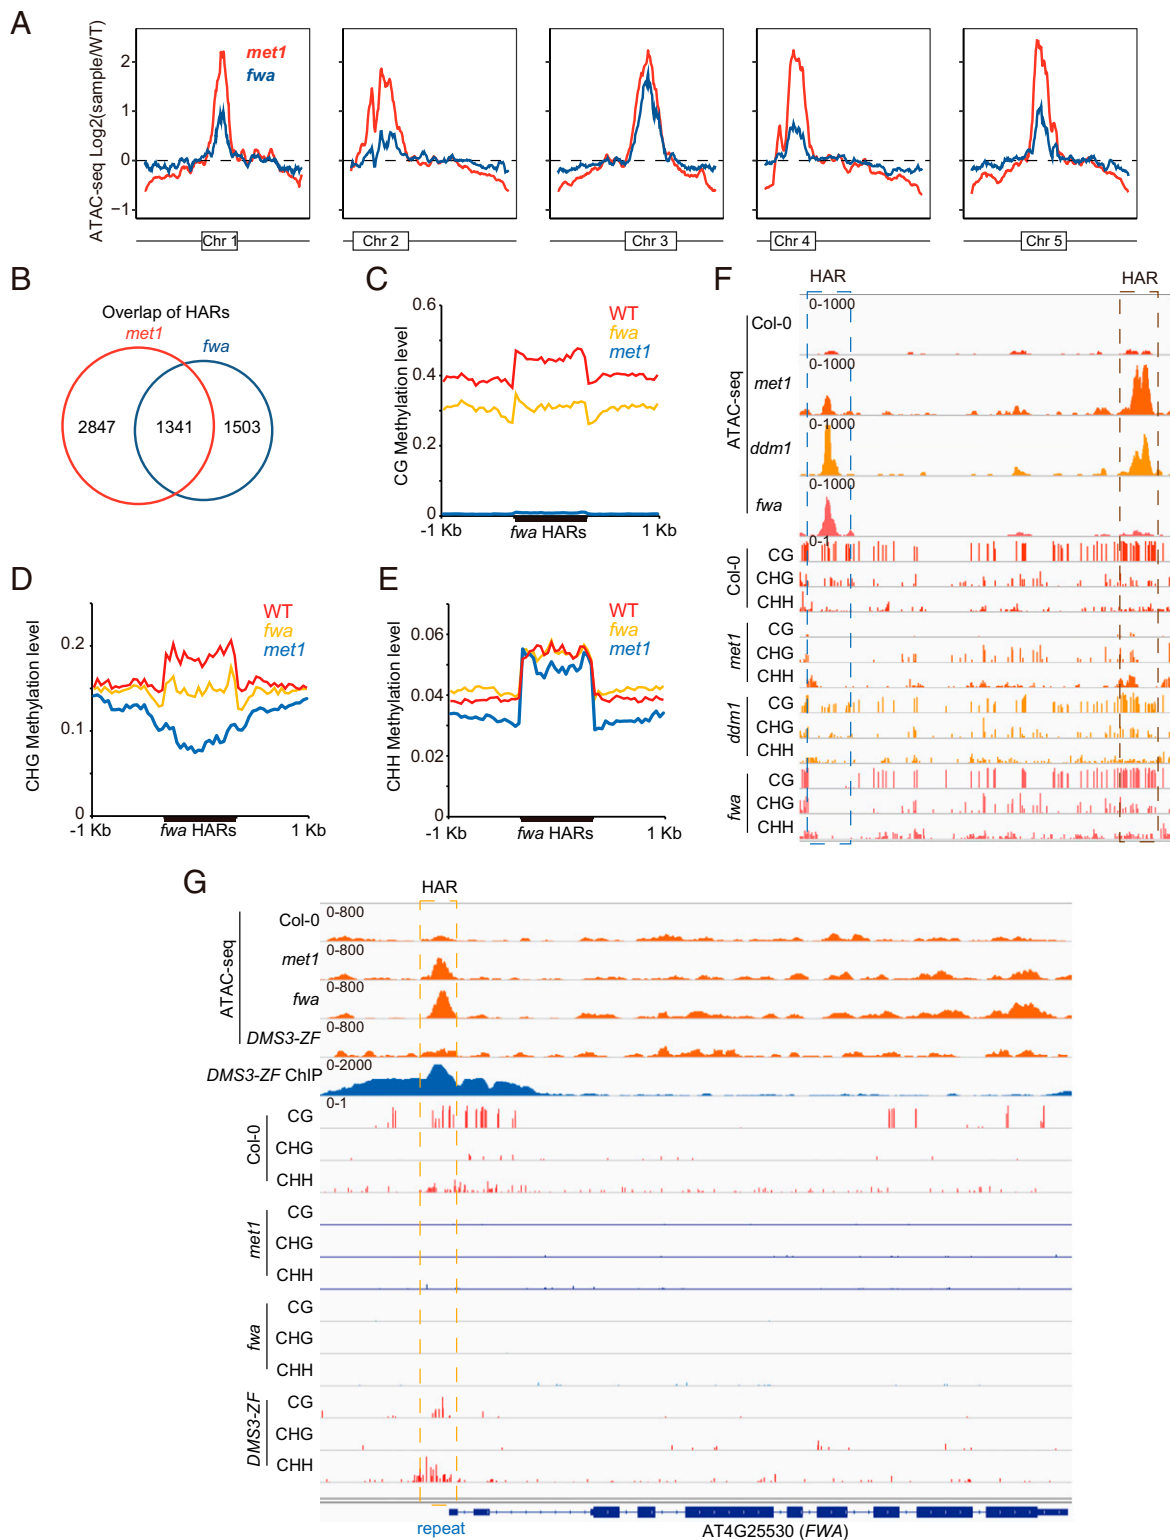 A
ATAC-seq Log2(sample/WT)
2
1
0
−1
met1
fwa
Chr 1
Chr 2
Chr 3
Chr 4
Chr 5
B
Overlap of HARs
met1
fwa
2847
1341
1503
C
CG Methylation level
0.6
0.4
0.2
0
WT
fwa
met1
-1 Kb
fwa HARs
1 Kb
D
CHG Methylation level
0.2
0.1
0
WT
fwa
met1
-1 Kb
fwa HARs
1 Kb
E
CHH Methylation level
0.06
0.04
0.02
0
WT
fwa
met1
-1 Kb
fwa HARs
1 Kb
F
HAR
HAR
ATAC-seq
Col-0
0-1000
met1
0-1000
ddm1
0-1000
fwa
0-1000
0-1
Col-0
CG
CHG
CHH
met1
CG
CHG
CHH
ddm1
CG
CHG
CHH
fwa
CG
CHG
CHH
G
HAR
ATAC-seq
Col-0
0-800
met1
0-800
fwa
0-800
DMS3-ZF
0-800
DMS3-ZF ChIP
0-2000
0-1
Col-0
CG
CHG
CHH
met1
CG
CHG
CHH
fwa
CG
CHG
CHH
DMS3-ZF
CG
CHG
CHH
repeat
AT4G25530 (FWA)